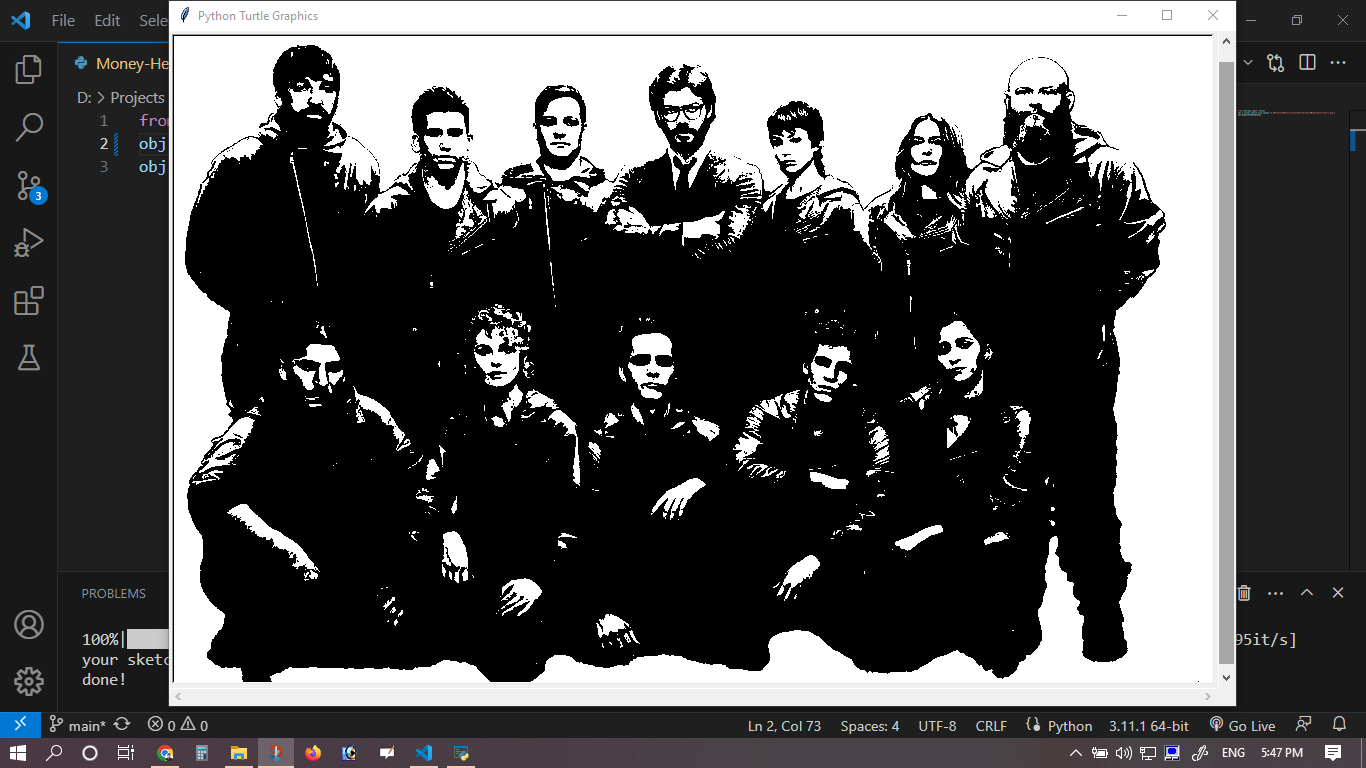 File Edit Sele
Python Turtle Graphics
Money-He
D: > Projects
1 from
2 obj
3 obj
3
PROBLEMS
100%|
95it/s]
your sketc
done!
main* 0 0
Ln 2, Col 73 Spaces: 4 UTF-8 CRLF Python 3.11.1 64-bit Go Live
ENG 5:47 PM